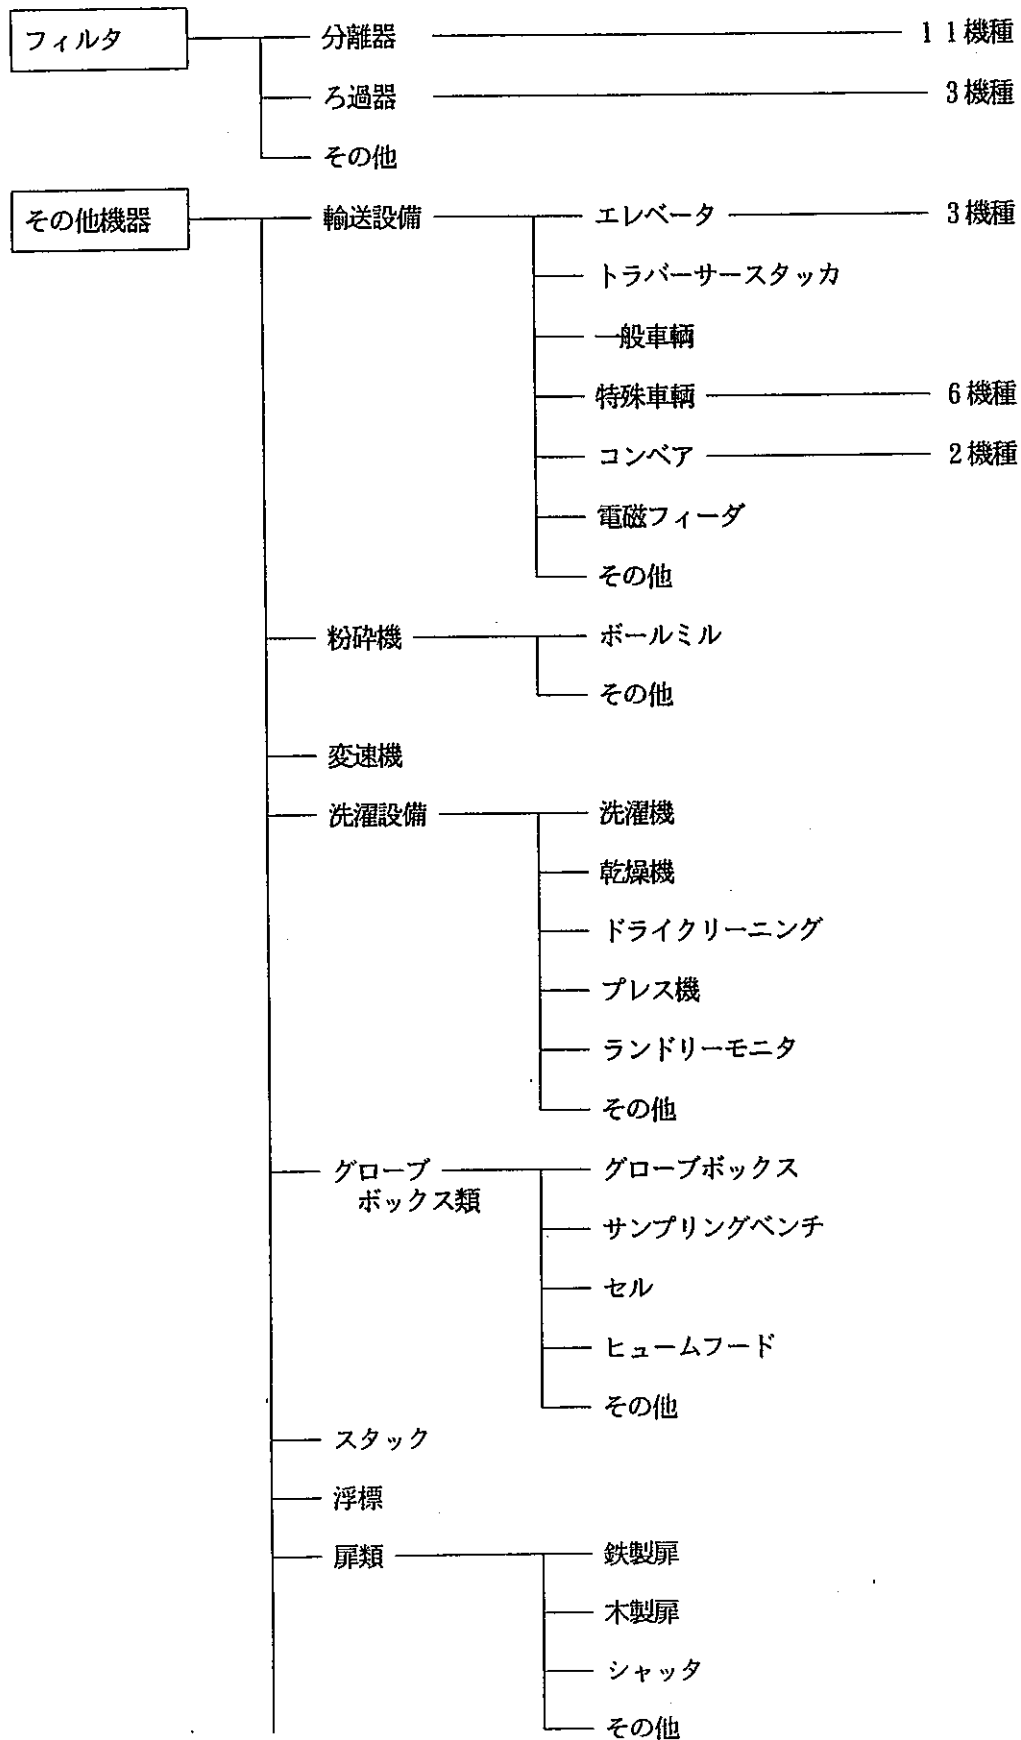 フィルタ 分離器 11機種
ろ過器 3機種
その他
その他機器 輸送設備 エレベータ 3機種
トラバーサースタッカ
一般車輌
特殊車輌 6機種
コンベア 2機種
電磁フィーダ
その他
粉砕機 ボールミル
その他
変速機
洗濯設備 洗濯機
乾燥機
ドライクリーニング
プレス機
ランドリーモニタ
その他
グローブ グローブボックス
ボックス類
サンプリングベンチ
セル
ヒュームフード
その他
スタック
浮標
扉類 鉄製扉
木製扉
シャッタ
その他